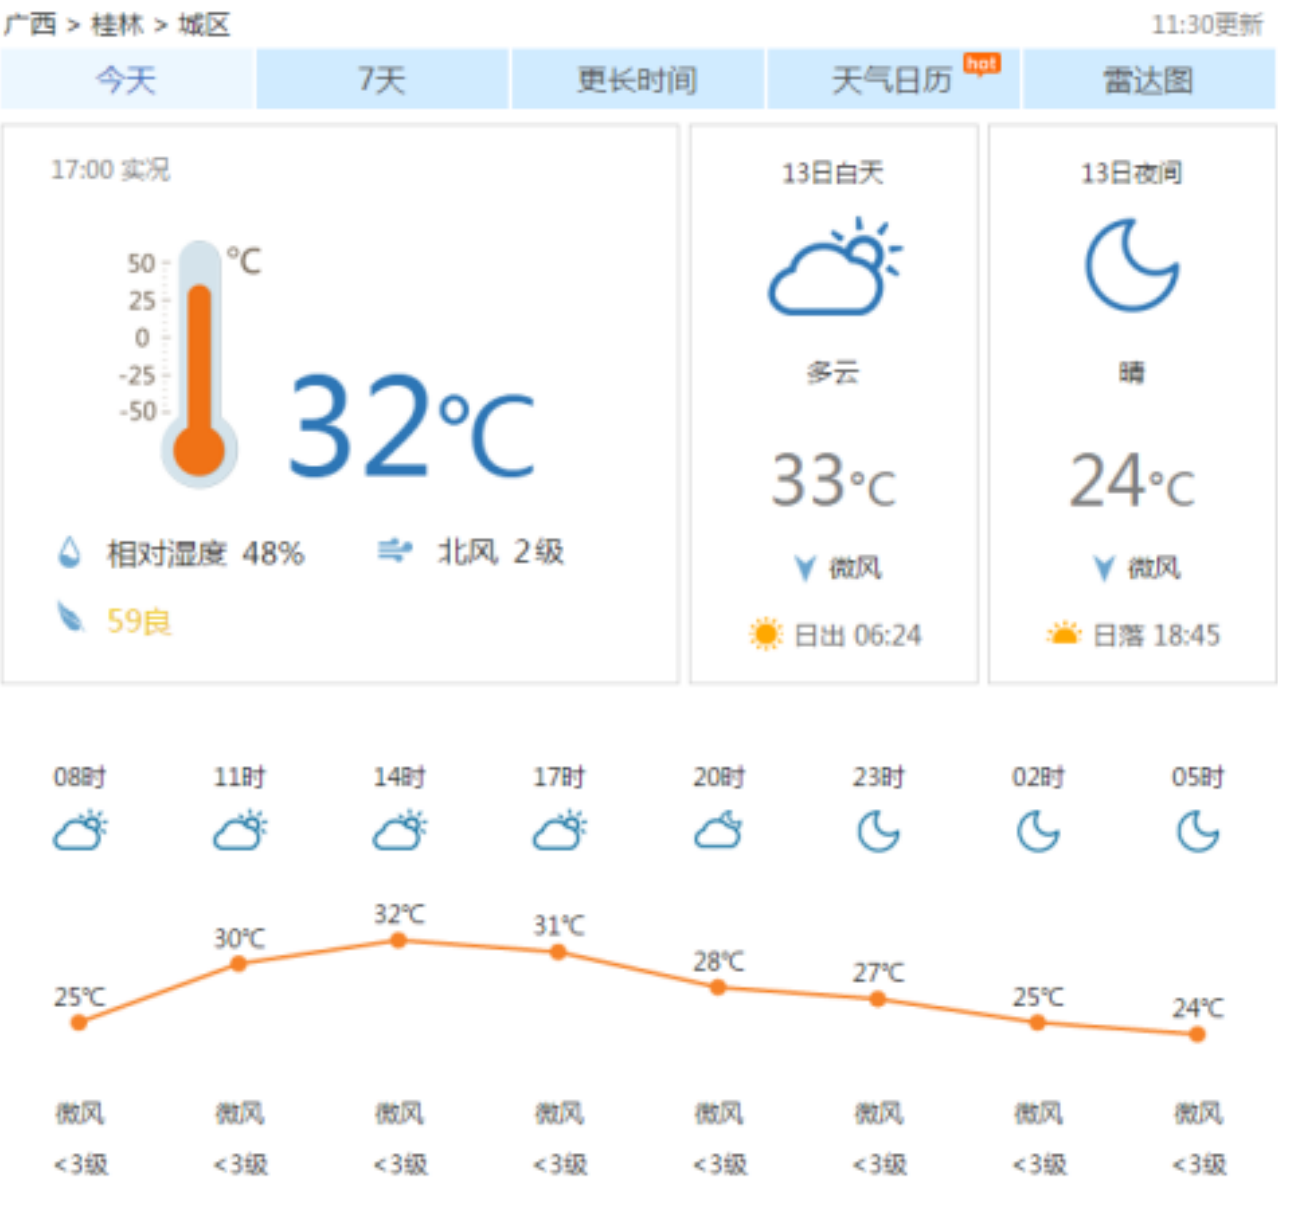 广西 > 桂林 > 城区
11:30更新
今天 7天 更长时间 天气日历 hot 雷达图
17:00 实况
℃
50
25
0
-25
-50
32℃
相对湿度 48% 北风 2级
59良
13日白天
多云
33℃
微风
日出 06:24
13日夜间
晴
24℃
微风
日落 18:45
08时 11时 14时 17时 20时 23时 02时 05时
25℃ 30℃ 32℃ 31℃ 28℃ 27℃ 25℃ 24℃
微风 微风 微风 微风 微风 微风 微风 微风
<3级 <3级 <3级 <3级 <3级 <3级 <3级 <3级